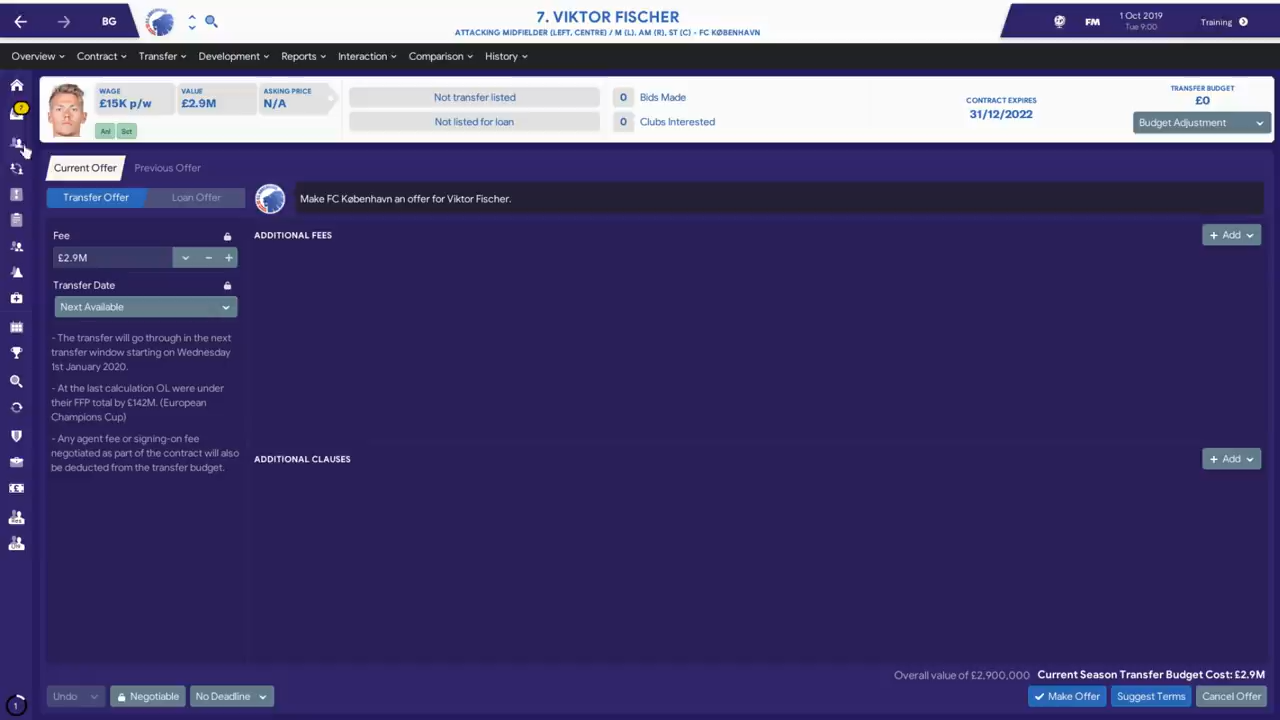 BG
7. VIKTOR FISCHER
ATTACKING MIDFIELDER (LEFT, CENTRE) / M (L), AM (R), ST (C) - FC KØBENHAVN
FM
1 Oct 2019
Tue 9:00
Training
Overview
Contract
Transfer
Development
Reports
Interaction
Comparison
History
WAGE
£15K p/w
VALUE
£2.9M
ASKING PRICE
N/A
Anl
Sct
Not transfer listed
Not listed for loan
0 Bids Made
0 Clubs Interested
CONTRACT EXPIRES
31/12/2022
TRANSFER BUDGET
£0
Budget Adjustment
Current Offer
Previous Offer
Transfer Offer
Loan Offer
Make FC København an offer for Viktor Fischer.
Fee
£2.9M
Transfer Date
Next Available
- The transfer will go through in the next
transfer window starting on Wednesday
1st January 2020.
- At the last calculation OL were under
their FFP total by £142M. (European
Champions Cup)
- Any agent fee or signing-on fee
negotiated as part of the contract will also
be deducted from the transfer budget.
ADDITIONAL FEES
+ Add
ADDITIONAL CLAUSES
+ Add
Overall value of £2,900,000
Current Season Transfer Budget Cost: £2.9M
Undo
Negotiable
No Deadline
Make Offer
Suggest Terms
Cancel Offer
1